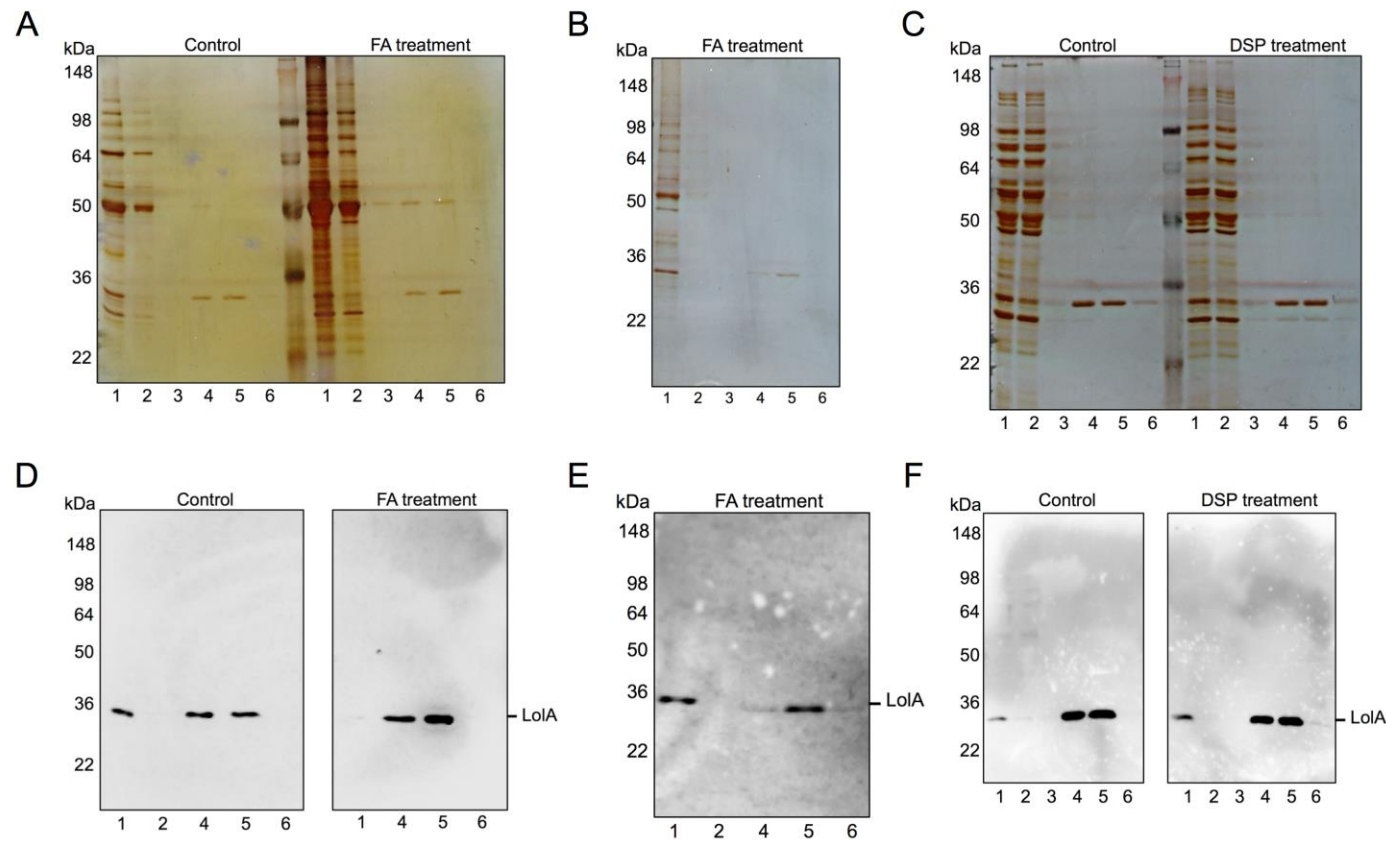 A
kDa
Control
FA treatment
148
98
64
50
36
22
1 2 3 4 5 6 1 2 3 4 5 6
B
kDa
FA treatment
148
98
64
50
36
22
1 2 3 4 5 6
C
kDa
Control
DSP treatment
148
98
64
50
36
22
1 2 3 4 5 6 1 2 3 4 5 6
D
kDa
Control
FA treatment
148
98
64
50
36
22
LolA
1 2 4 5 6 1 4 5 6
E
kDa
FA treatment
148
98
64
50
36
22
LolA
1 2 4 5 6
F
kDa
Control
DSP treatment
148
98
64
50
36
22
LolA
1 2 3 4 5 6 1 2 3 4 5 6